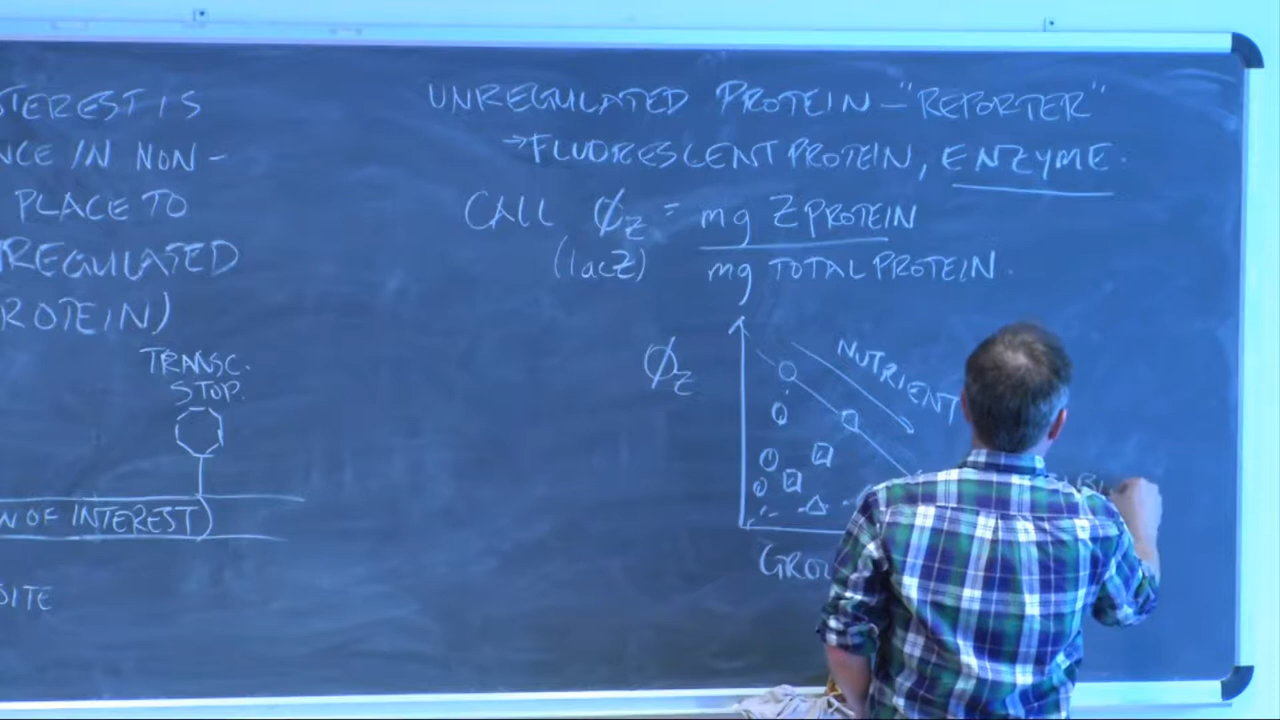 TEREST IS
NCE IN NON-
PLACE TO
REGULATED
ROTEIN)
TRANSC.
STOP.
N OF INTEREST)
SITE
UNREGULATED PROTEIN - "REPORTER"
→ FLUORESCENT PROTEIN, ENZYME.
CALL ϕZ = mg Z PROTEIN
(lacZ) mg TOTAL PROTEIN.
ϕZ
NUTRIENT
GRO